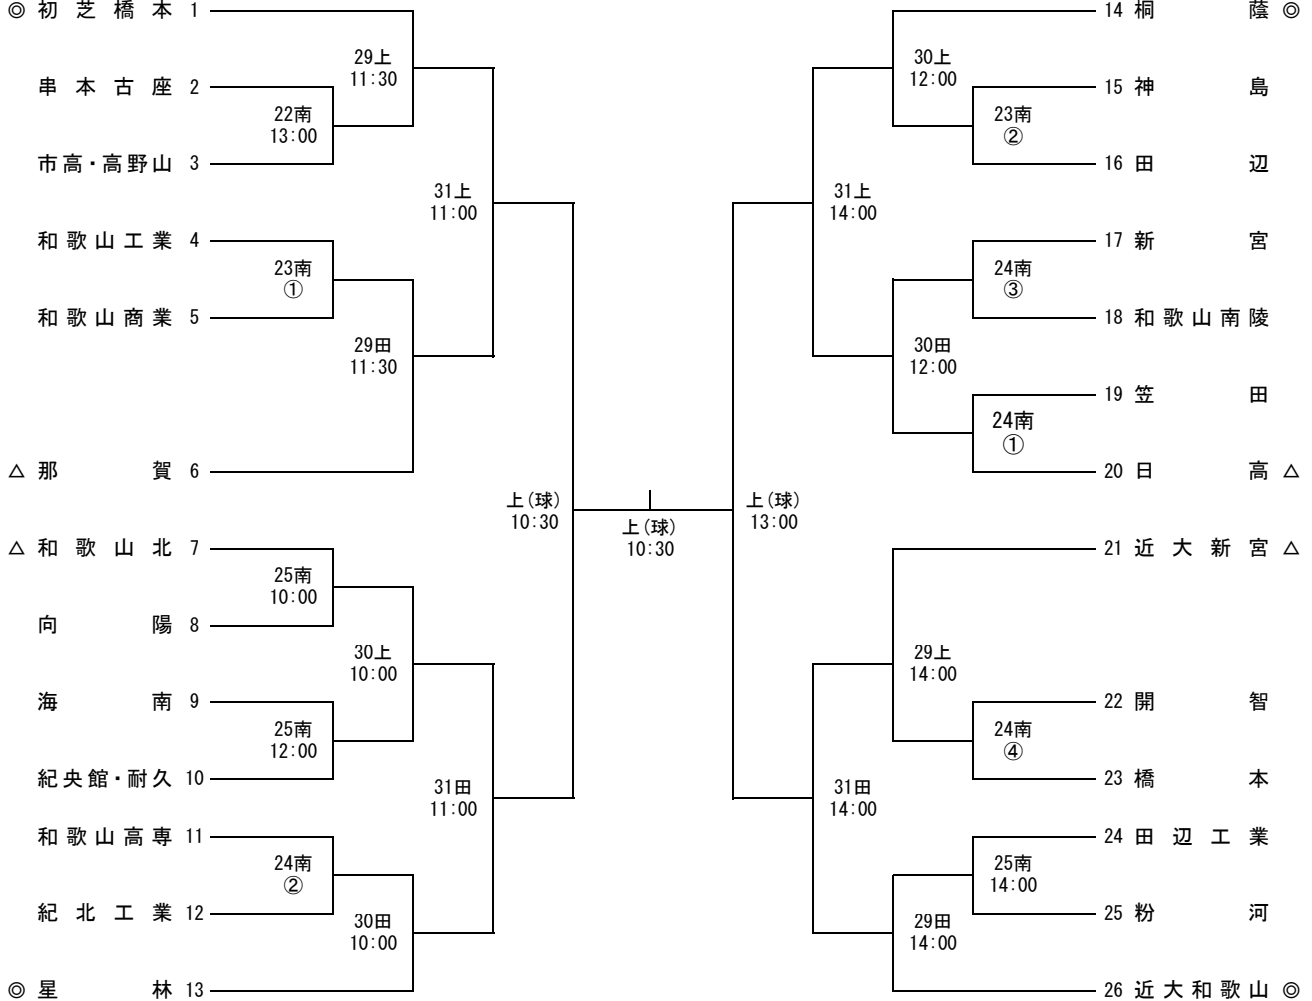 ◎ 初芝橋本 1
29上
11:30
串本古座 2
22南
13:00
市高・高野山 3
31上
11:00
和歌山工業 4
23南
①
和歌山商業 5
29田
11:30
△ 那賀 6
上(球)
10:30
△ 和歌山北 7
25南
10:00
向陽 8
30上
10:00
海南 9
25南
12:00
紀央館・耐久 10
31田
11:00
和歌山高専 11
24南
②
紀北工業 12
30田
10:00
◎ 星林 13
上(球)
10:30
14 桐蔭 ◎
30上
12:00
15 神島
23南
②
16 田辺
31上
14:00
17 新宮
24南
③
18 和歌山南陵
30田
12:00
19 笠田
24南
①
20 日高 △
上(球)
13:00
21 近大新宮 △
29上
14:00
22 開智
24南
④
23 橋本
31田
14:00
24 田辺工業
25南
14:00
25 粉河
29田
14:00
26 近大和歌山 ◎